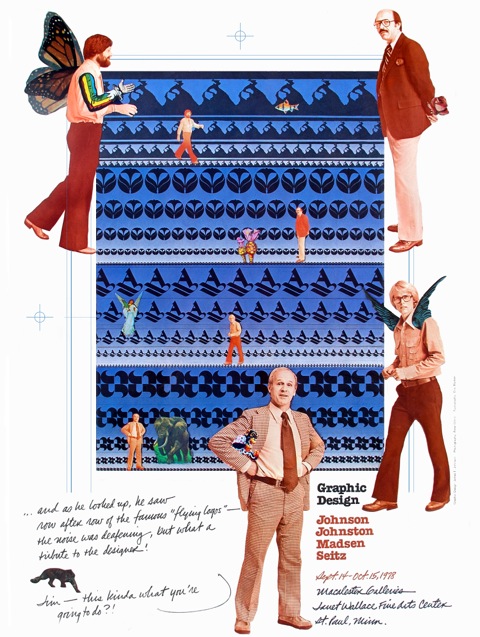 ... and as he looked up, he saw
row after row of the famous "flying logos" —
the noise was deafening, but what a
tribute to the designer!
Jim — this kinda what you're
going to do?!
Graphic
Design
Johnson
Johnston
Madsen
Seitz
Sept. 14 - Oct. 15, 1978
Macalester Galleries
Janet Wallace Fine Arts Center
St. Paul, Minn.